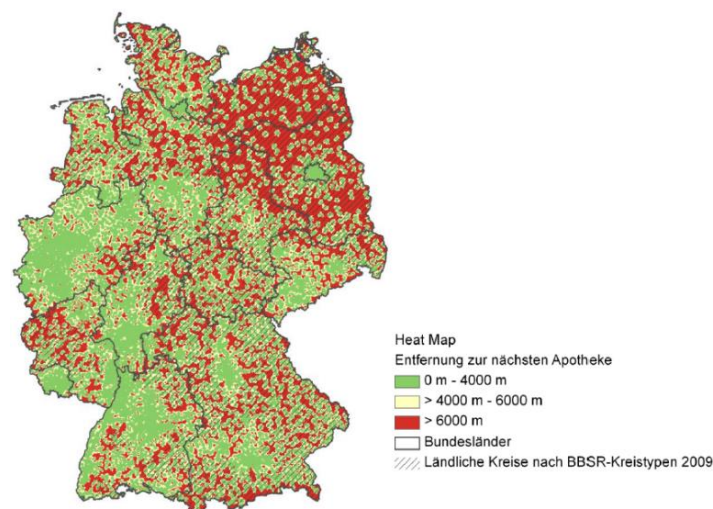 Heat Map
Entfernung zur nächsten Apotheke
0 m - 4000 m
> 4000 m - 6000 m
> 6000 m
Bundesländer
Ländliche Kreise nach BBSR-Kreistypen 2009